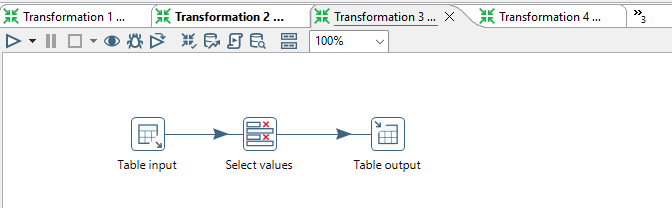 Transformation 1 ...
Transformation 2 ...
Transformation 3 ...
Transformation 4 ...
»3
100%
Table input
Select values
Table output